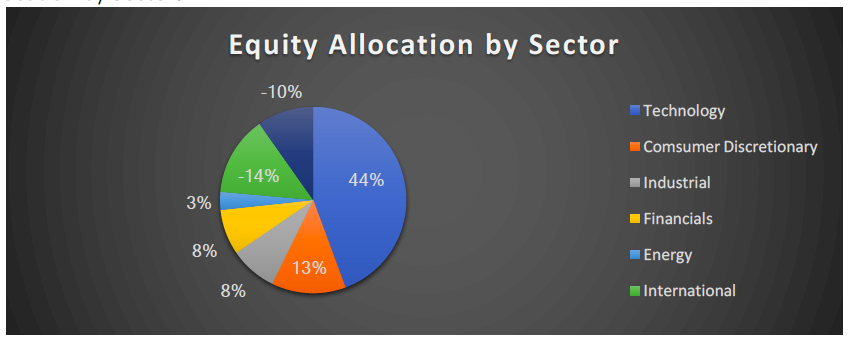 Equity Allocation by Sector
-10%
44%
-14%
3%
8%
8%
13%
Technology
Comsumer Discretionary
Industrial
Financials
Energy
International